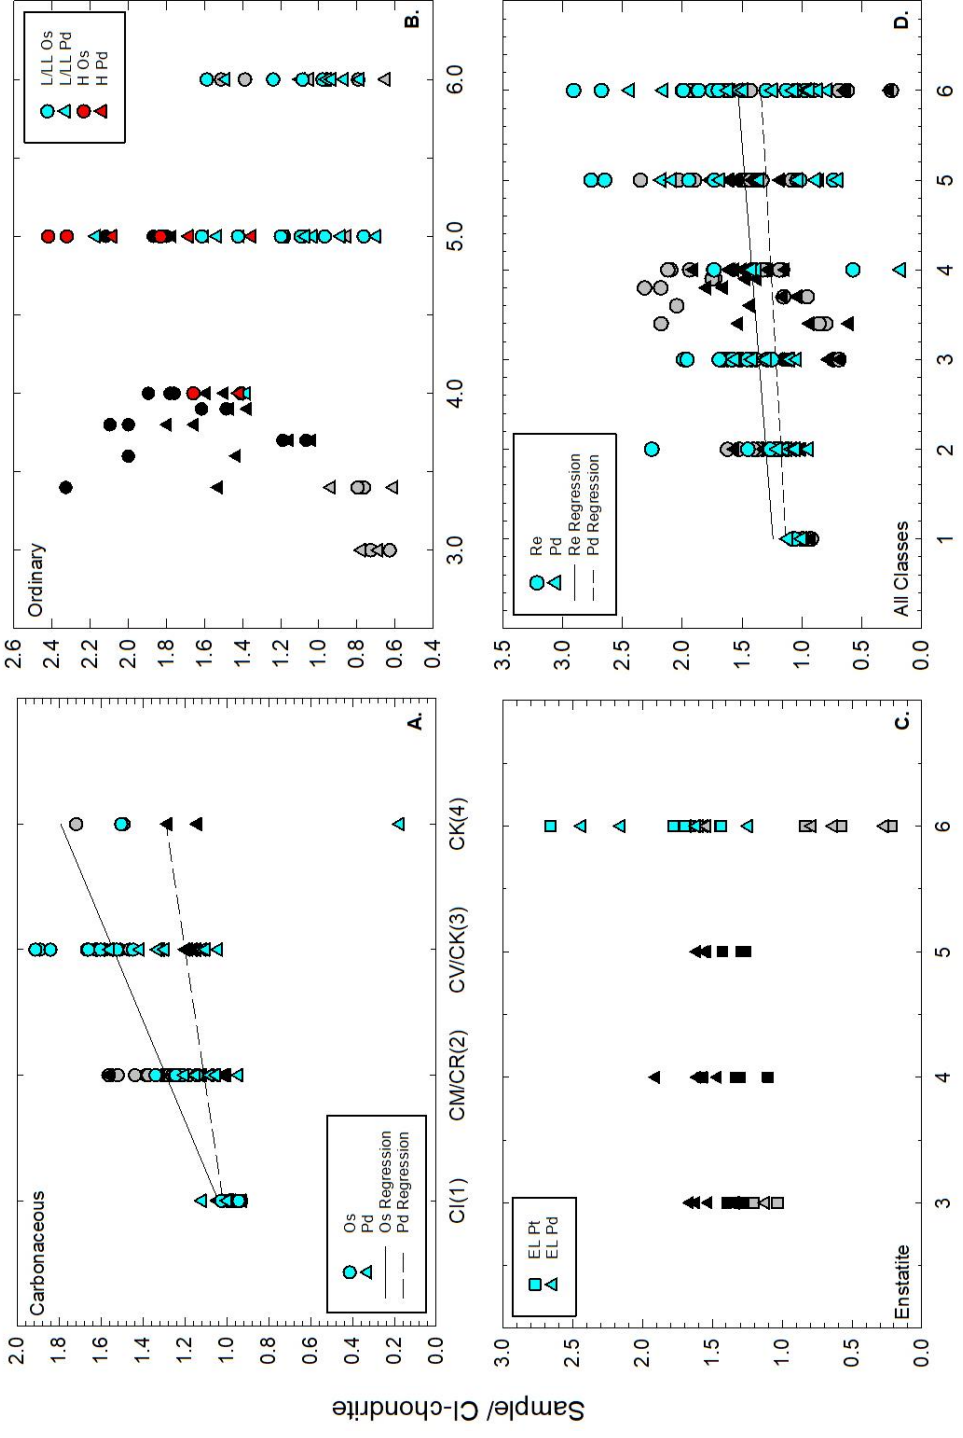 Sample/ CI-chondrite
Carbonaceous
A.
2.0
1.8
1.6
1.4
1.2
1.0
0.8
0.6
0.4
0.2
0.0
Os
Pd
Os Regression
Pd Regression
CI(1)
CM/CR(2)
CV/CK(3)
CK(4)
Ordinary
B.
2.6
2.4
2.2
2.0
1.8
1.6
1.4
1.2
1.0
0.8
0.6
0.4
L/LL Os
L/LL Pd
H Os
H Pd
3.0
4.0
5.0
6.0
Enstatite
C.
3.0
2.5
2.0
1.5
1.0
0.5
0.0
EL Pt
EL Pd
3
4
5
6
All Classes
D.
3.5
3.0
2.5
2.0
1.5
1.0
0.5
0.0
Re
Pd
Re Regression
Pd Regression
1
2
3
4
5
6